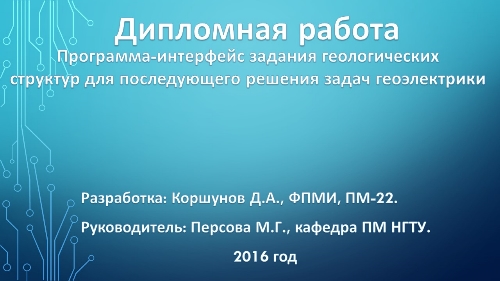 Дипломная работа
Программа-интерфейс задания геологических
структур для последующего решения задач геоэлектрики
Разработка: Коршунов Д.А., ФПМИ, ПМ-22.
Руководитель: Персова М.Г., кафедра ПМ НГТУ.
2016 год